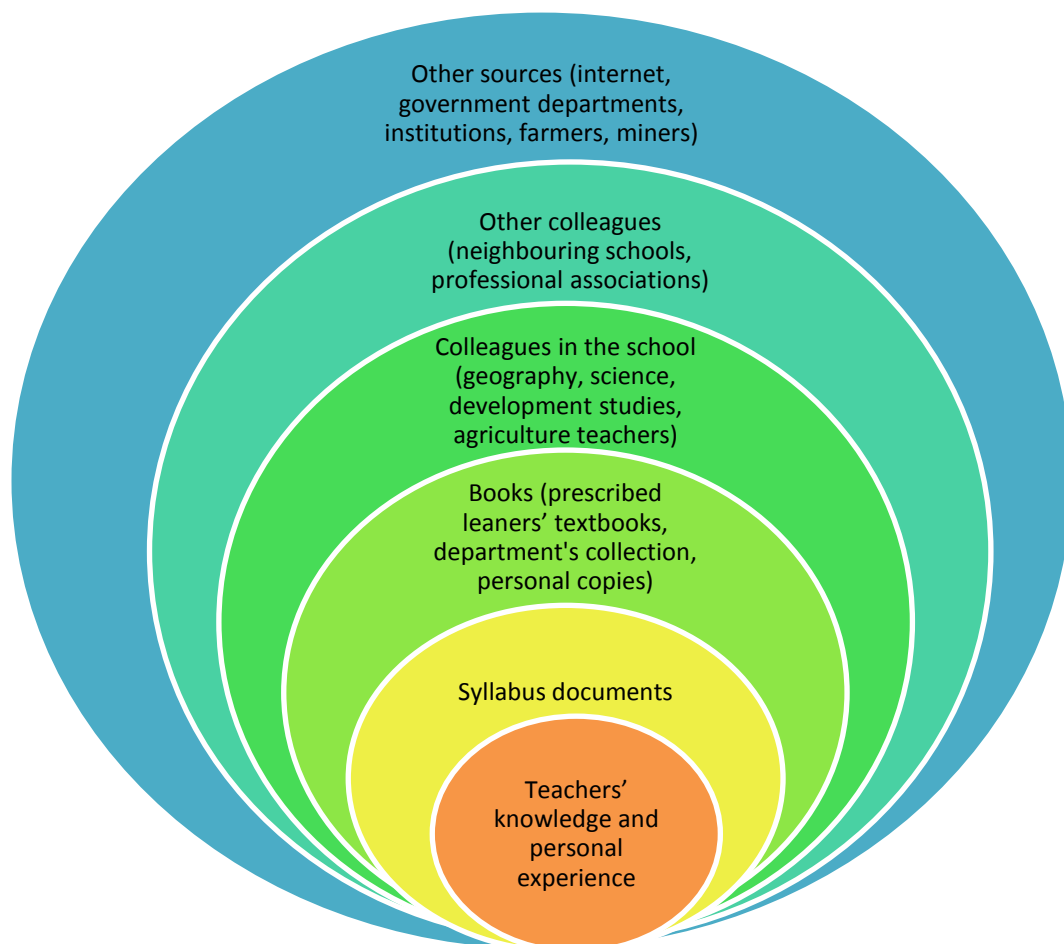 Other sources (internet,
government departments,
institutions, farmers, miners)
Other colleagues
(neighbouring schools,
professional associations)
Colleagues in the school
(geography, science,
development studies,
agriculture teachers)
Books (prescribed
leaners’ textbooks,
department's collection,
personal copies)
Syllabus documents
Teachers’
knowledge and
personal
experience